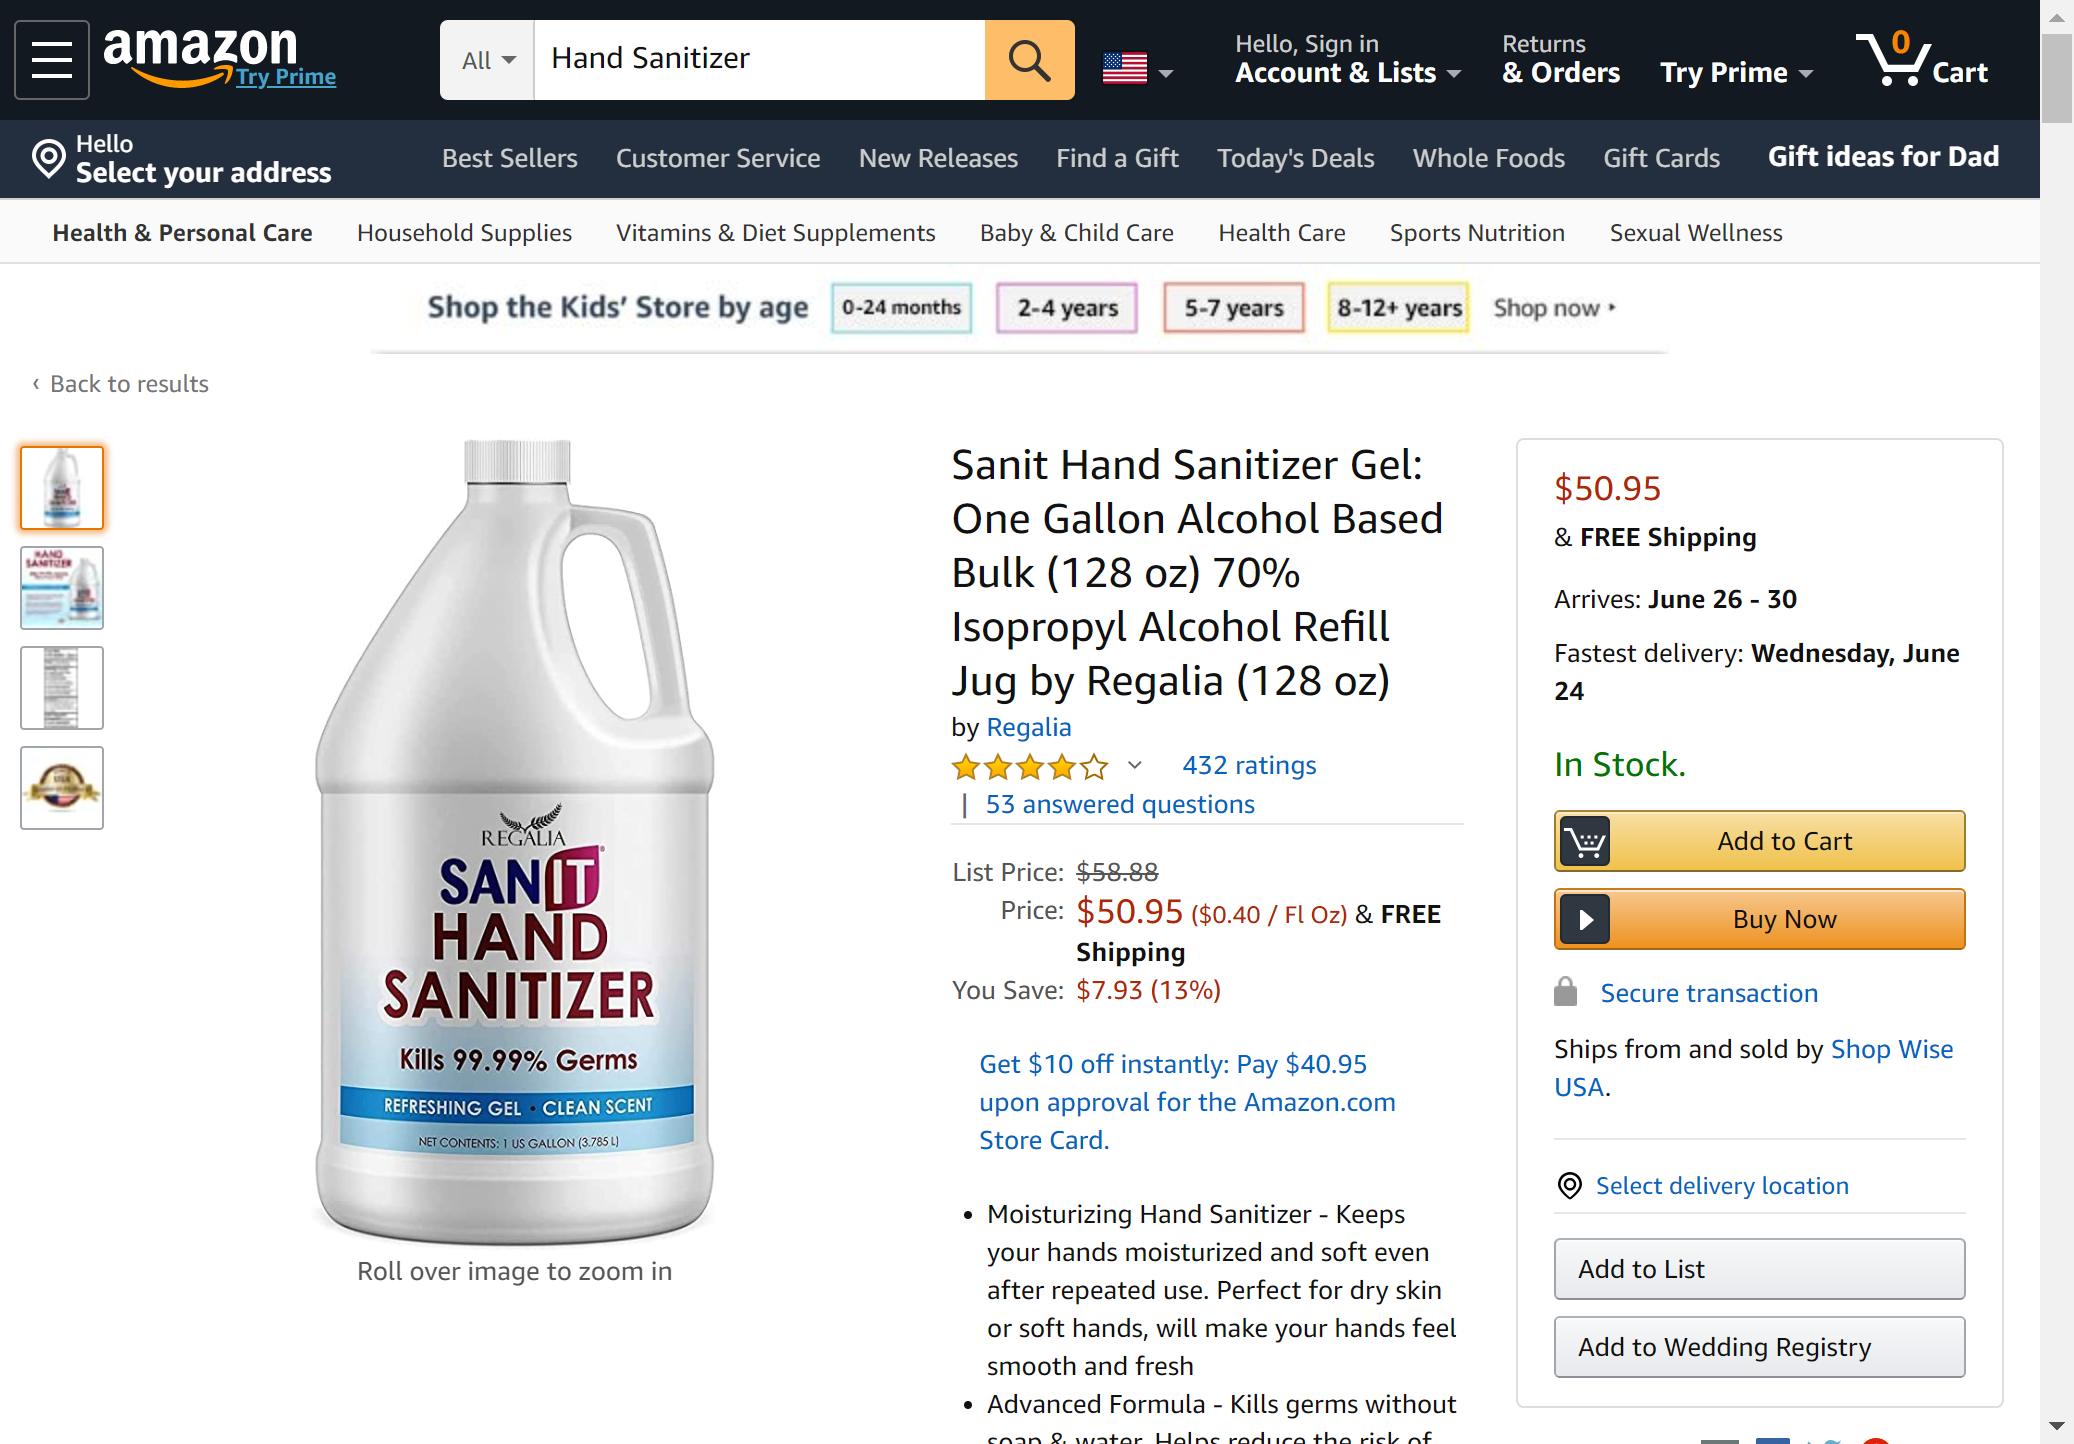 amazon
Try Prime
All
Hand Sanitizer
Hello, Sign in
Account & Lists
Returns
& Orders
Try Prime
0
Cart
Hello
Select your address
Best Sellers
Customer Service
New Releases
Find a Gift
Today's Deals
Whole Foods
Gift Cards
Gift ideas for Dad
Health & Personal Care
Household Supplies
Vitamins & Diet Supplements
Baby & Child Care
Health Care
Sports Nutrition
Sexual Wellness
Shop the Kids' Store by age
0-24 months
2-4 years
5-7 years
8-12+ years
Shop now
‹ Back to results
HAND
SANITIZER
REGALIA
SANIT®
HAND
SANITIZER
Kills 99.99% Germs
REFRESHING GEL • CLEAN SCENT
NET CONTENTS: 1 US GALLON (3.785 L)
Roll over image to zoom in
Sanit Hand Sanitizer Gel:
One Gallon Alcohol Based
Bulk (128 oz) 70%
Isopropyl Alcohol Refill
Jug by Regalia (128 oz)
by Regalia
432 ratings
| 53 answered questions
List Price: $58.88
Price: $50.95 ($0.40 / Fl Oz) & FREE
Shipping
You Save: $7.93 (13%)
Get $10 off instantly: Pay $40.95
upon approval for the Amazon.com
Store Card.
• Moisturizing Hand Sanitizer - Keeps
your hands moisturized and soft even
after repeated use. Perfect for dry skin
or soft hands, will make your hands feel
smooth and fresh
• Advanced Formula - Kills germs without
soap & water. Helps reduce the risk of
$50.95
& FREE Shipping
Arrives: June 26 - 30
Fastest delivery: Wednesday, June
24
In Stock.
Add to Cart
Buy Now
Secure transaction
Ships from and sold by Shop Wise
USA.
Select delivery location
Add to List
Add to Wedding Registry